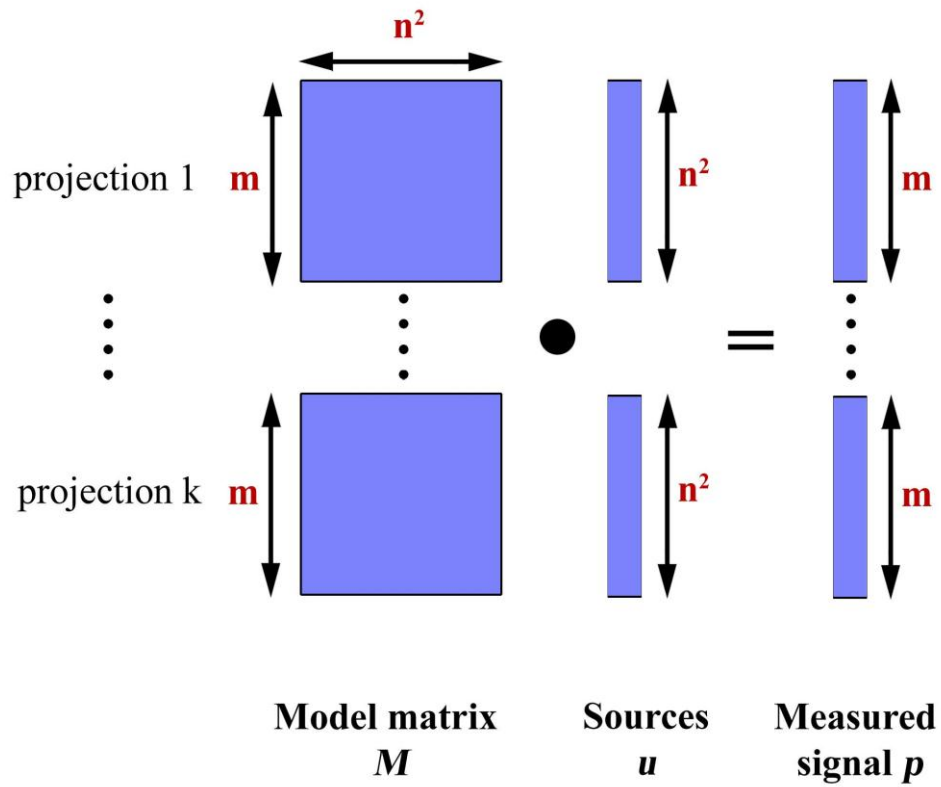 n²
projection 1 m n² m
=
projection k m n² m
Model matrix Sources Measured
M u signal p